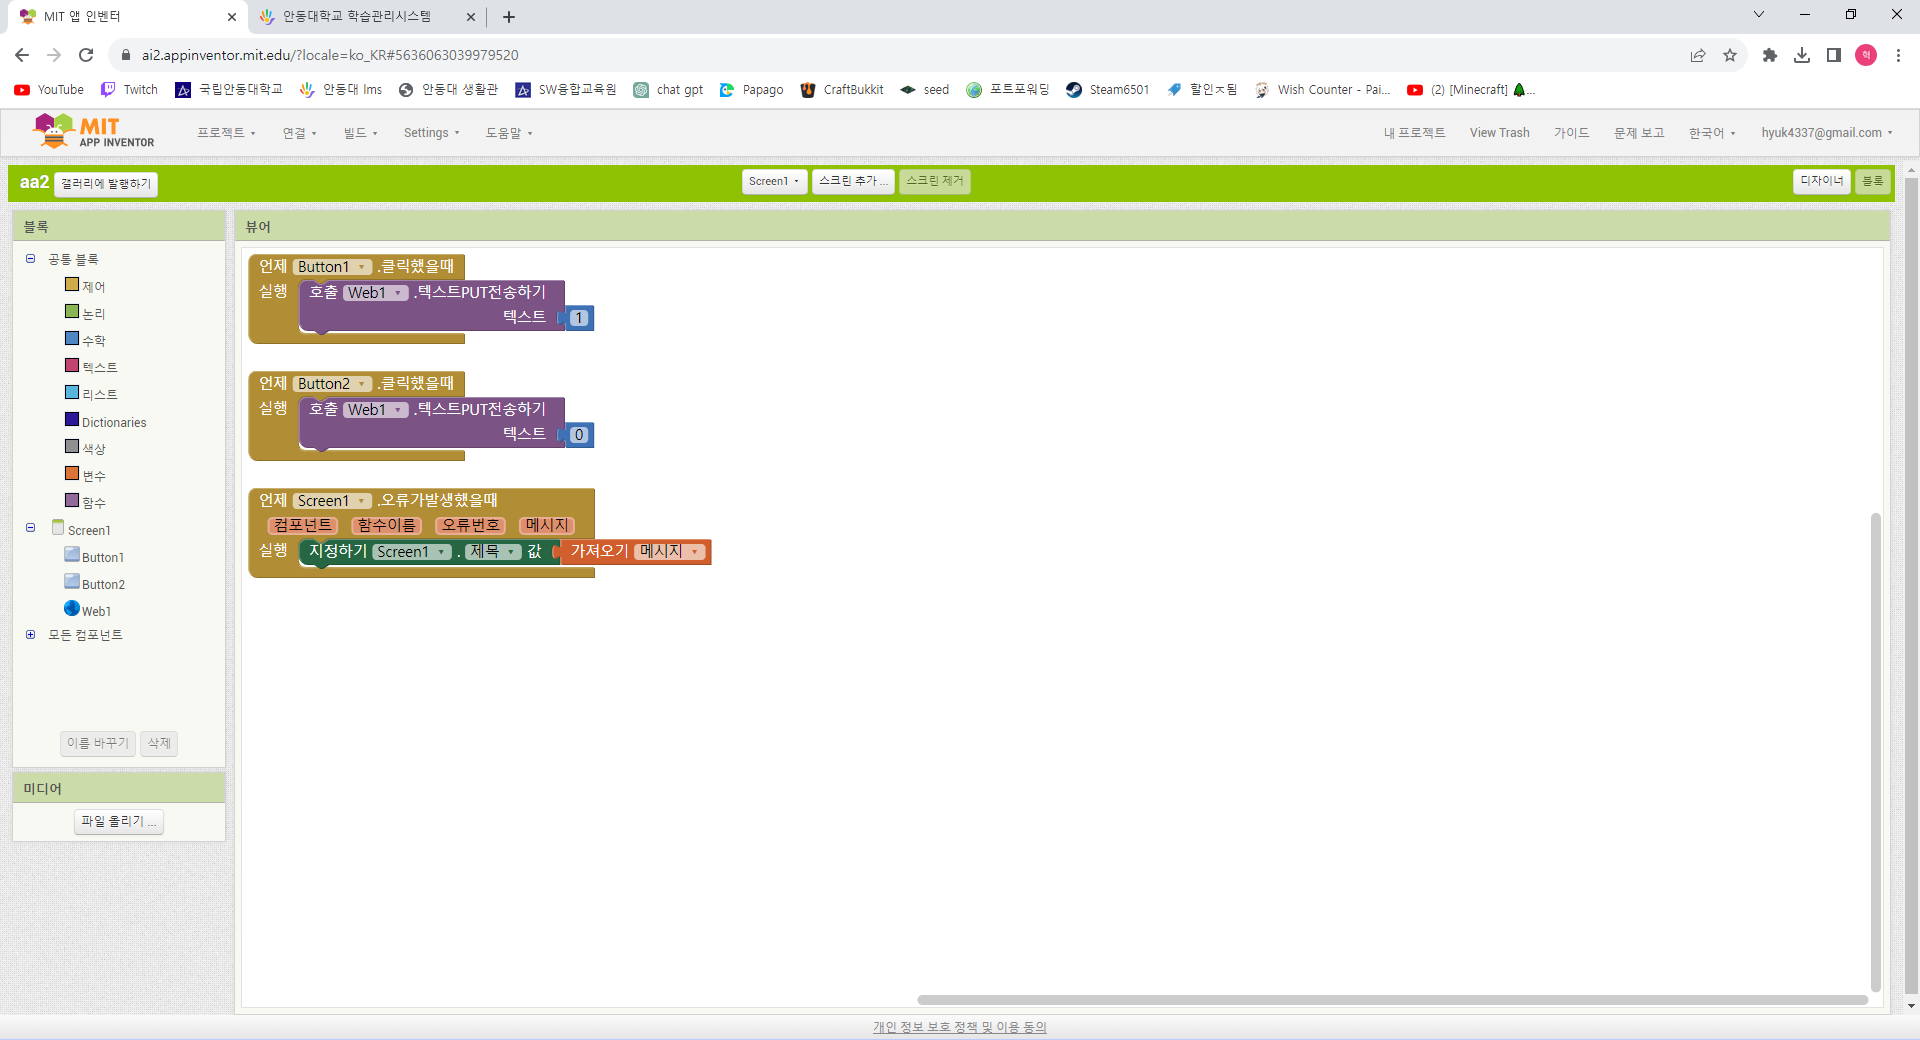 MIT 앱 인벤터
안동대학교 학습관리시스템
ai2.appinventor.mit.edu/?locale=ko_KR#5636063039979520
혁
YouTube Twitch 국립안동대학교 안동대 lms 안동대 생활관 SW융합교육원 chat gpt Papago CraftBukkit seed 포트포워딩 Steam6501 할인ㅈ됨 Wish Counter - Pai... (2) [Minecraft] ...
MIT
APP INVENTOR
프로젝트 연결 빌드 Settings 도움말 내 프로젝트 View Trash 가이드 문제 보고 한국어 hyuk4337@gmail.com
aa2 갤러리에 발행하기 Screen1 스크린 추가 ... 스크린 제거 디자이너 블록
블록
공통 블록
제어
논리
수학
텍스트
리스트
Dictionaries
색상
변수
함수
Screen1
Button1
Button2
Web1
모든 컴포넌트
이름 바꾸기 삭제
미디어
파일 올리기 ...
뷰어
언제 Button1 .클릭했을때
실행 호출 Web1 .텍스트PUT전송하기
텍스트 1
언제 Button2 .클릭했을때
실행 호출 Web1 .텍스트PUT전송하기
텍스트 0
언제 Screen1 .오류가발생했을때
컴포넌트 함수이름 오류번호 메시지
실행 지정하기 Screen1 . 제목 값 가져오기 메시지
개인 정보 보호 정책 및 이용 동의